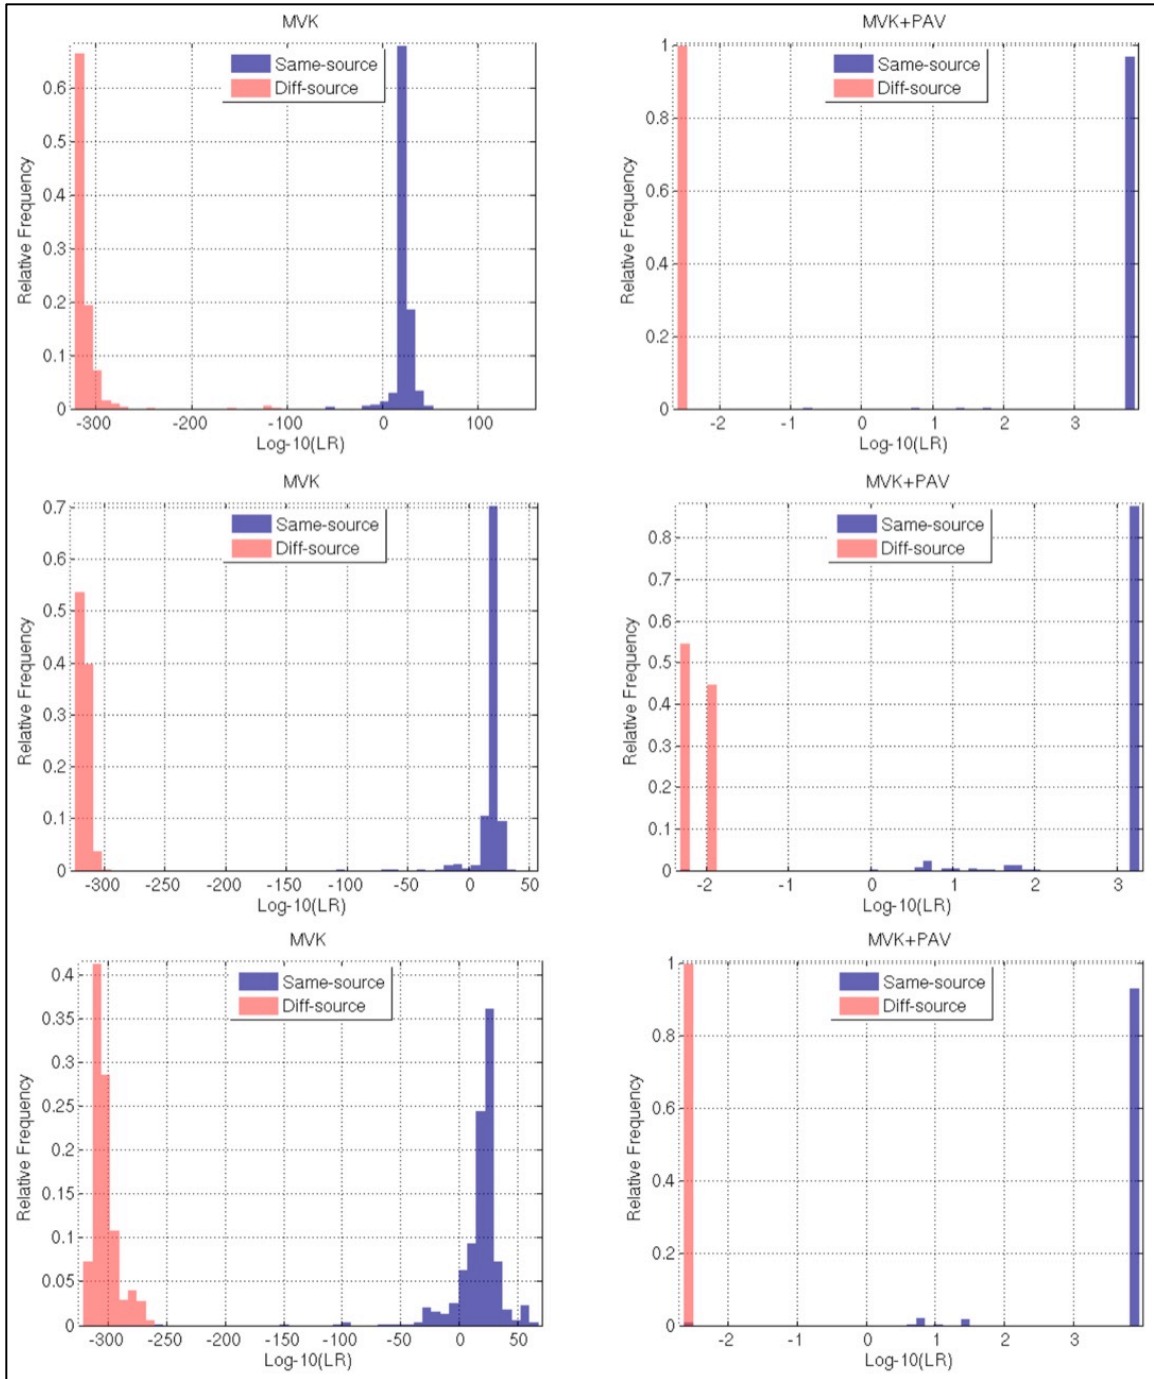 MVK
Same-source
Diff-source
Relative Frequency
0.6
0.5
0.4
0.3
0.2
0.1
0
-300 -200 -100 0 100
Log-10(LR)
MVK+PAV
Same-source
Diff-source
Relative Frequency
1
0.8
0.6
0.4
0.2
0
-2 -1 0 1 2 3
Log-10(LR)
MVK
Same-source
Diff-source
Relative Frequency
0.7
0.6
0.5
0.4
0.3
0.2
0.1
0
-300 -250 -200 -150 -100 -50 0 50
Log-10(LR)
MVK+PAV
Same-source
Diff-source
Relative Frequency
0.8
0.7
0.6
0.5
0.4
0.3
0.2
0.1
0
-2 -1 0 1 2 3
Log-10(LR)
MVK
Same-source
Diff-source
Relative Frequency
0.4
0.35
0.3
0.25
0.2
0.15
0.1
0.05
0
-300 -250 -200 -150 -100 -50 0 50
Log-10(LR)
MVK+PAV
Same-source
Diff-source
Relative Frequency
1
0.8
0.6
0.4
0.2
0
-2 -1 0 1 2 3
Log-10(LR)